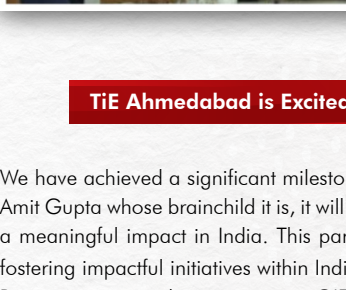 TiE Ahmedabad is Excited
We have achieved a significant milesto
Amit Gupta whose brainchild it is, it will
a meaningful impact in India. This par
fostering impactful initiatives within Indi